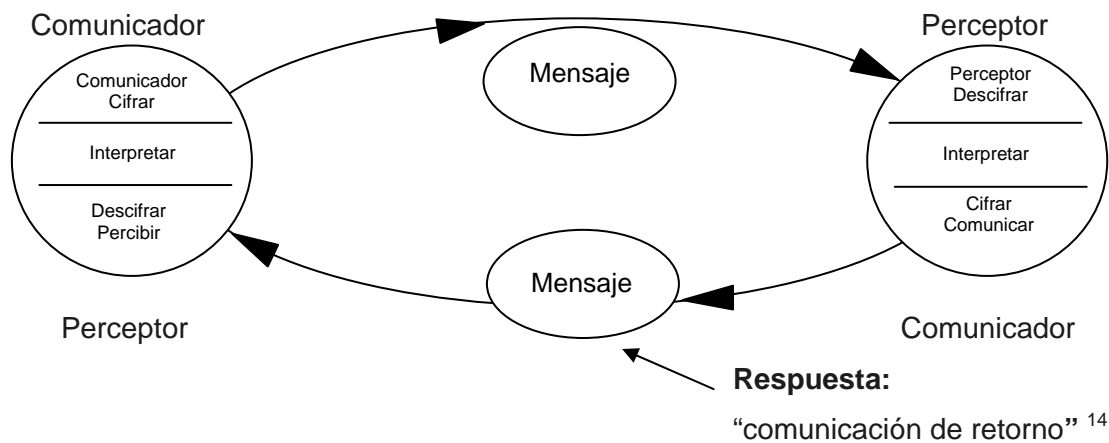 Comunicador
Perceptor
Comunicador
Cifrar
Interpretar
Descifrar
Percibir
Mensaje
Perceptor
Descifrar
Interpretar
Cifrar
Comunicar
Mensaje
Perceptor
Comunicador
Respuesta:
“comunicación de retorno” 14